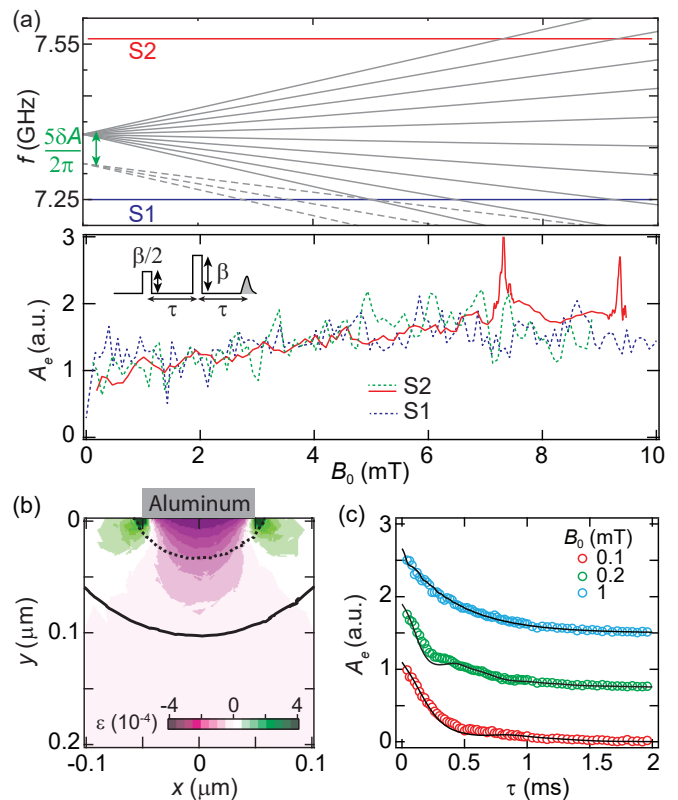 (a)
7.55
S2
f (GHz)
5δA
2π
7.25
S1
3
β/2
β
τ
τ
2
A_e (a.u.)
1
S2
S1
0
0
2
4
6
8
10
B_0 (mT)
(b)
Aluminum
0
y (μm)
0.1
ε (10^-4)
-4
0
4
0.2
-0.1
0
0.1
x (μm)
(c)
3
B_0 (mT)
0.1
0.2
1
2
A_e (a.u.)
1
0
0
0.5
1
1.5
2
τ (ms)